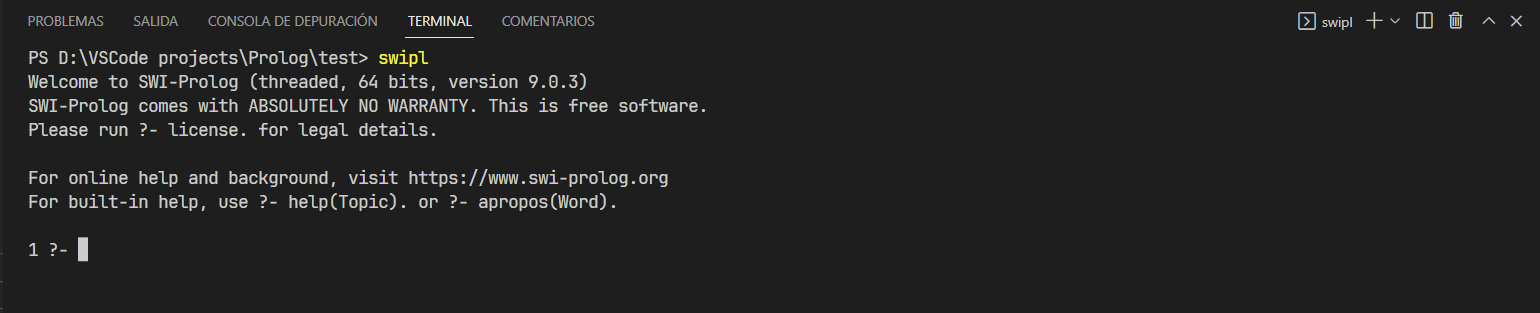 PROBLEMAS SALIDA CONSOLA DE DEPURACIÓN TERMINAL COMENTARIOS swipl
PS D:\VSCode projects\Prolog\test> swipl
Welcome to SWI-Prolog (threaded, 64 bits, version 9.0.3)
SWI-Prolog comes with ABSOLUTELY NO WARRANTY. This is free software.
Please run ?- license. for legal details.
For online help and background, visit https://www.swi-prolog.org
For built-in help, use ?- help(Topic). or ?- apropos(Word).
1 ?-